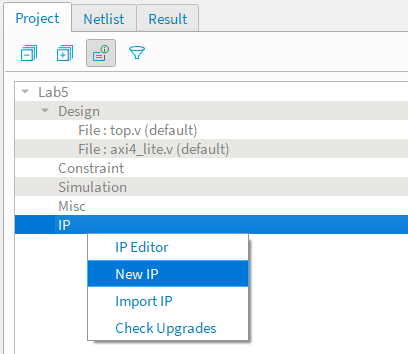 Project Netlist Result
Lab5
Design
File : top.v (default)
File : axi4_lite.v (default)
Constraint
Simulation
Misc
IP
IP Editor
New IP
Import IP
Check Upgrades